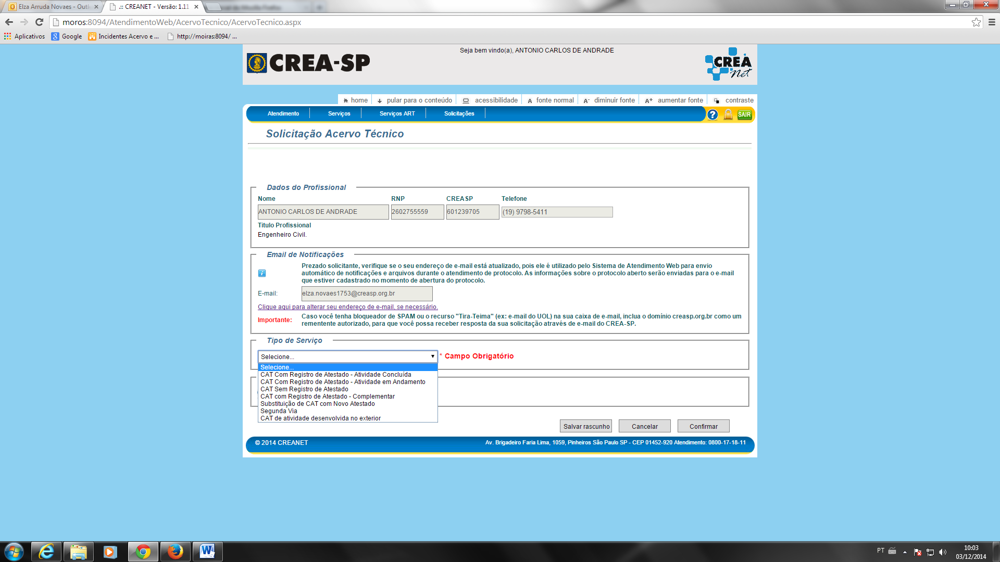 Elza Arruda Novaes - Outl
.:: CREANET - Versão: 1.11
moros:8094/AtendimentoWeb/AcervoTecnico/AcervoTecnico.aspx
Aplicativos
Google
Incidentes Acervo e ...
http://moiras:8094/ ...
CREA-SP
Seja bem vindo(a), ANTONIO CARLOS DE ANDRADE
CREA
Net
home
pular para o conteúdo
acessibilidade
A fonte normal
A- diminuir fonte
A+ aumentar fonte
contraste
Atendimento
Serviços
Serviços ART
Solicitações
?
SAIR
Solicitação Acervo Técnico
Dados do Profissional
Nome RNP CREASP Telefone
ANTONIO CARLOS DE ANDRADE 2602755559 601239705 (19) 9798-5411
Titulo Profissional
Engenheiro Civil.
Email de Notificações
Prezado solicitante, verifique se o seu endereço de e-mail está atualizado, pois ele é utilizado pelo Sistema de Atendimento Web para envio
automático de notificações e arquivos durante o atendimento de protocolo. As informações sobre o protocolo aberto serão enviadas para o e-mail
que estiver cadastrado no momento de abertura do protocolo.
E-mail: elza.novaes1753@creasp.org.br
Clique aqui para alterar seu endereço de e-mail, se necessário.
Importante:
Caso você tenha bloqueador de SPAM ou o recurso "Tira-Teima" (ex: e-mail do UOL) na sua caixa de e-mail, inclua o domínio creasp.org.br como um
rementente autorizado, para que você possa receber resposta da sua solicitação através de e-mail do CREA-SP.
Tipo de Serviço
Selecione... * Campo Obrigatório
Selecione...
CAT Com Registro de Atestado - Atividade Concluída
CAT Com Registro de Atestado - Atividade em Andamento
CAT Sem Registro de Atestado
CAT com Registro de Atestado - Complementar
Substituição de CAT com Novo Atestado
Segunda Via
CAT de atividade desenvolvida no exterior
Salvar rascunho
Cancelar
Confirmar
© 2014 CREANET
Av. Brigadeiro Faria Lima, 1059, Pinheiros São Paulo SP - CEP 01452-920 Atendimento: 0800-17-18-11
PT
10:03
03/12/2014